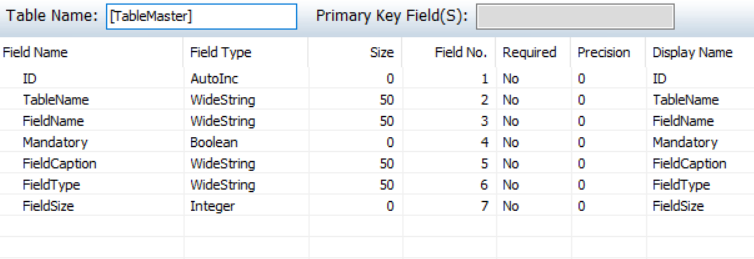 Table Name: [TableMaster] Primary Key Field(S):
Field Name Field Type Size Field No. Required Precision Display Name
ID AutoInc 0 1 No 0 ID
TableName WideString 50 2 No 0 TableName
FieldName WideString 50 3 No 0 FieldName
Mandatory Boolean 0 4 No 0 Mandatory
FieldCaption WideString 50 5 No 0 FieldCaption
FieldType WideString 50 6 No 0 FieldType
FieldSize Integer 0 7 No 0 FieldSize